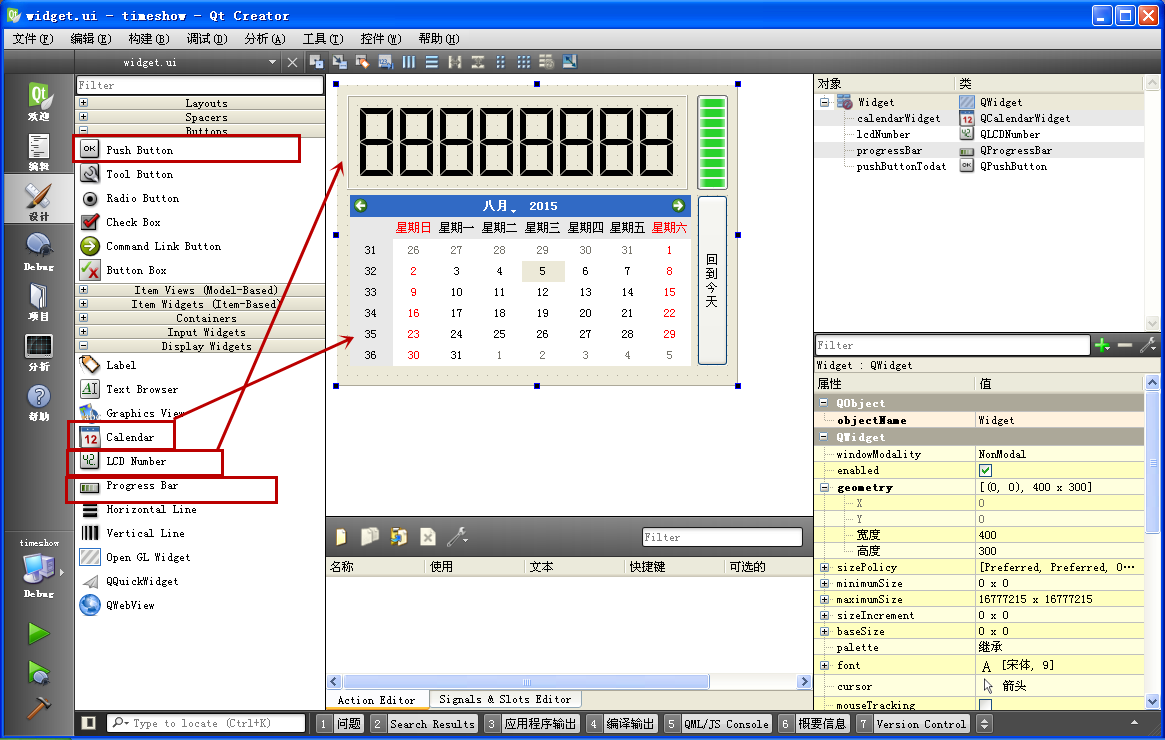 widget.ui - timeshow - Qt Creator
文件(F) 编辑(E) 构建(B) 调试(D) 分析(A) 工具(T) 控件(W) 帮助(H)
widget.ui
欢迎
编辑
设计
Debug
项目
分析
帮助
timeshow
Debug
Filter
Layouts
Spacers
Buttons
OK Push Button
Tool Button
Radio Button
Check Box
Command Link Button
Button Box
Item Views (Model-Based)
Item Widgets (Item-Based)
Containers
Input Widgets
Display Widgets
Label
AI Text Browser
Graphics View
12 Calendar
42 LCD Number
Progress Bar
Horizontal Line
Vertical Line
Open GL Widget
QQuickWidget
QWebView
88888888
八月, 2015
星期日 星期一 星期二 星期三 星期四 星期五 星期六
31 26 27 28 29 30 31 1
32 2 3 4 5 6 7 8
33 9 10 11 12 13 14 15
34 16 17 18 19 20 21 22
35 23 24 25 26 27 28 29
36 30 31 1 2 3 4 5
回到今天
Filter
名称 使用 文本 快捷键 可选的
Action Editor Signals & Slots Editor
对象 类
Widget QWidget
calendarWidget 12 QCalendarWidget
lcdNumber 42 QLCDNumber
progressBar QProgressBar
pushButtonTodat OK QPushButton
Filter
Widget : QWidget
属性 值
QObject
objectName Widget
QWidget
windowModality NonModal
enabled
geometry [(0, 0), 400 x 300]
X 0
Y 0
宽度 400
高度 300
sizePolicy [Preferred, Preferred, 0...
minimumSize 0 x 0
maximumSize 16777215 x 16777215
sizeIncrement 0 x 0
baseSize 0 x 0
palette 继承
font A [宋体, 9]
cursor 箭头
mouseTracking
Type to locate (Ctrl+K) 1 问题 2 Search Results 3 应用程序输出 4 编译输出 5 QML/JS Console 6 概要信息 7 Version Control